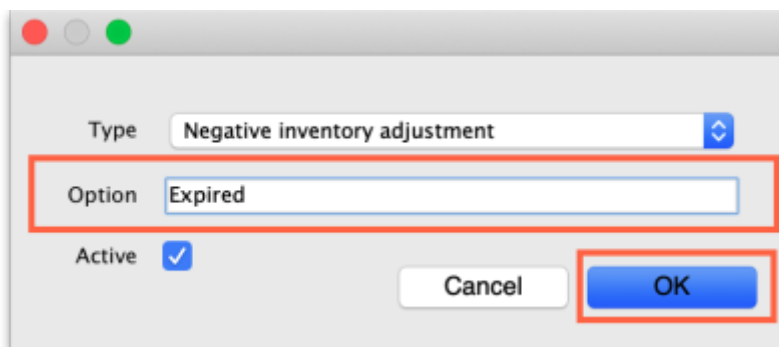 Type Negative inventory adjustment
Option Expired
Active
Cancel OK